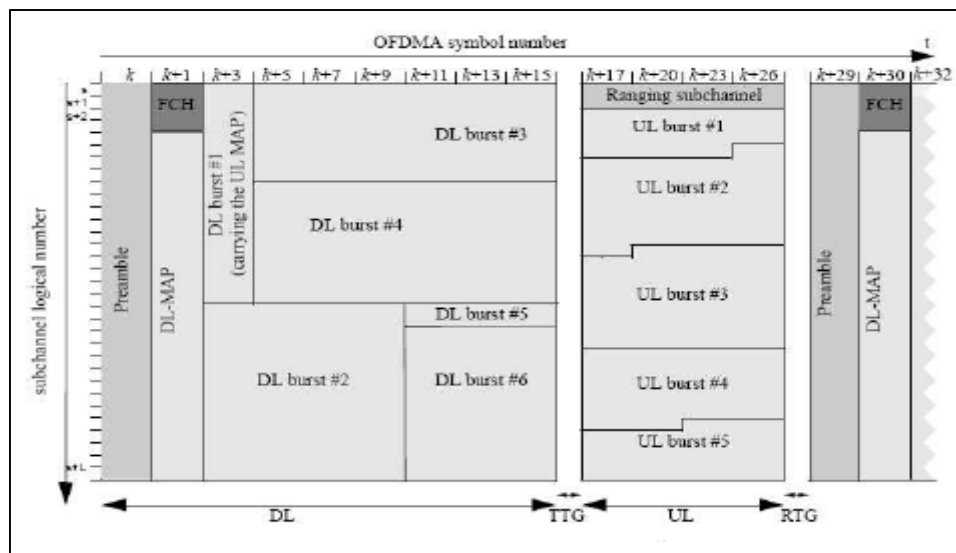 OFDMA symbol number t
k k+1 k+3 k+5 k+7 k+9 k+11 k+13 k+15 k+17 k+20 k+23 k+26 k+29 k+30 k+32
subchannel logical number
s+1
s+2
s+L
Preamble
FCH
DL-MAP
DL burst #1
(carrying the UL MAP)
DL burst #3
DL burst #4
DL burst #2
DL burst #5
DL burst #6
Ranging subchannel
UL burst #1
UL burst #2
UL burst #3
UL burst #4
UL burst #5
Preamble
FCH
DL-MAP
DL TTG UL RTG